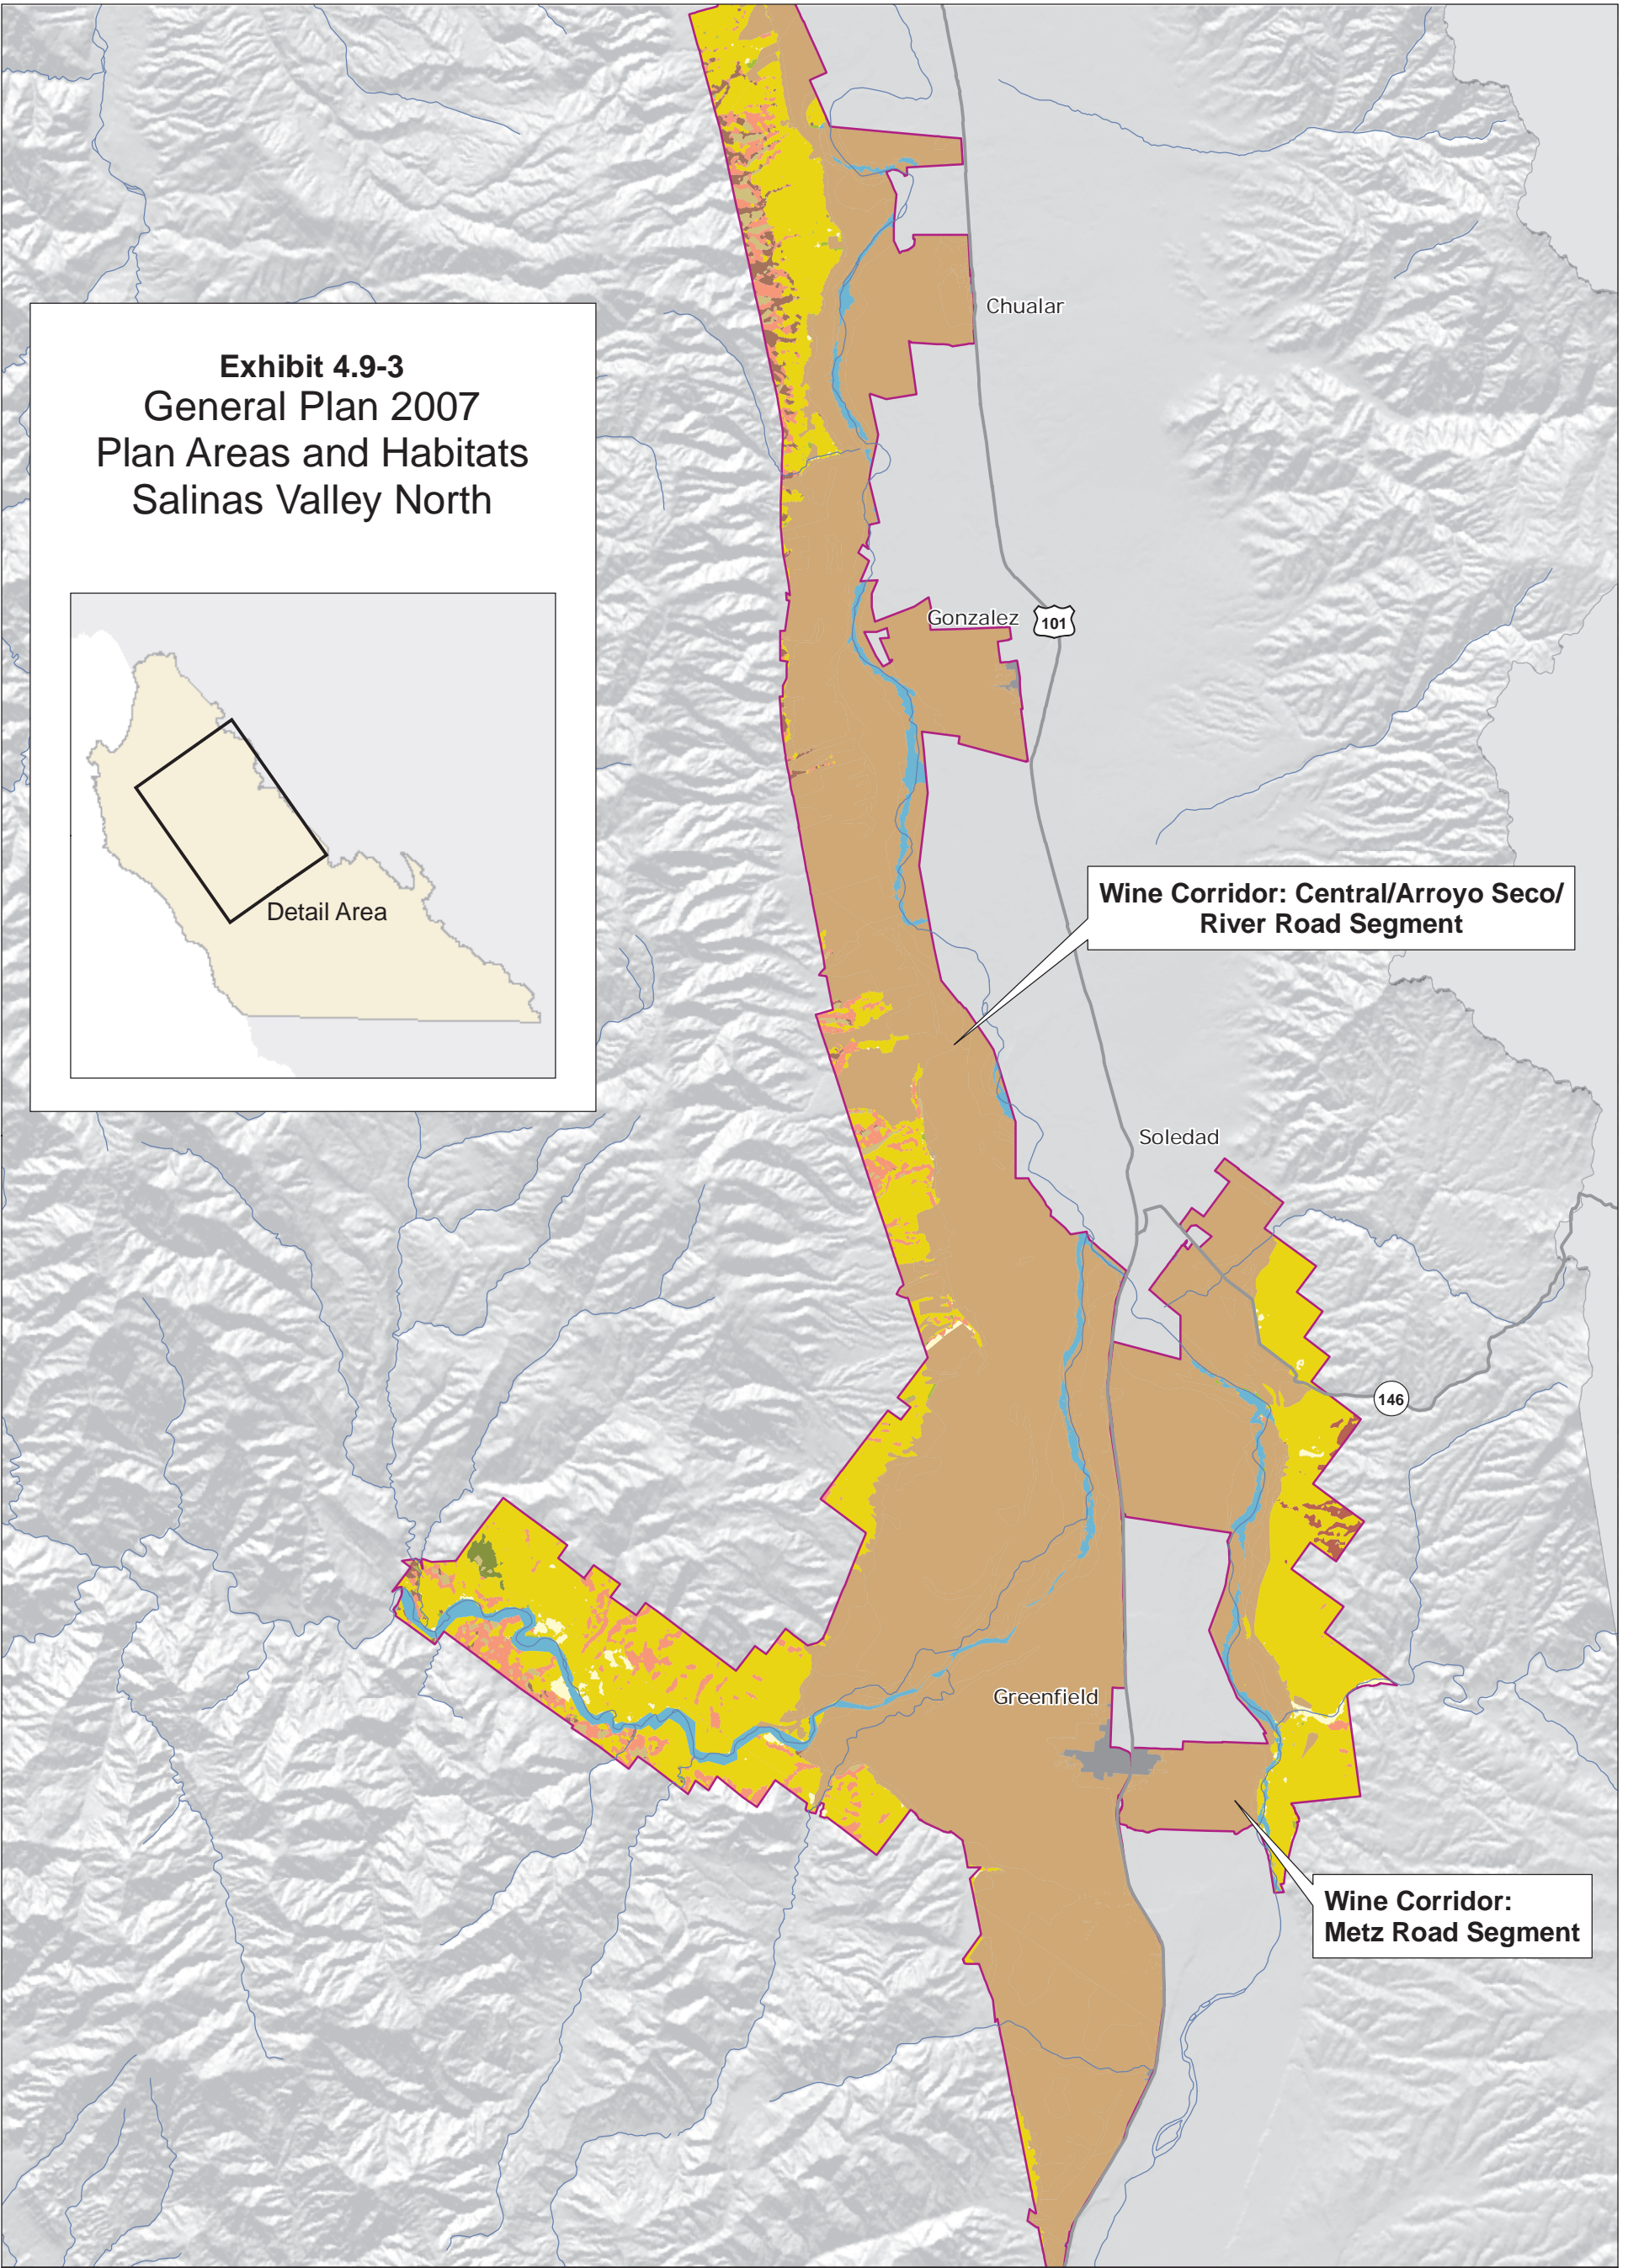 Exhibit 4.9-3
General Plan 2007
Plan Areas and Habitats
Salinas Valley North
Detail Area
Chualar
Gonzalez
101
Wine Corridor: Central/Arroyo Seco/
River Road Segment
Soledad
146
Greenfield
Wine Corridor:
Metz Road Segment